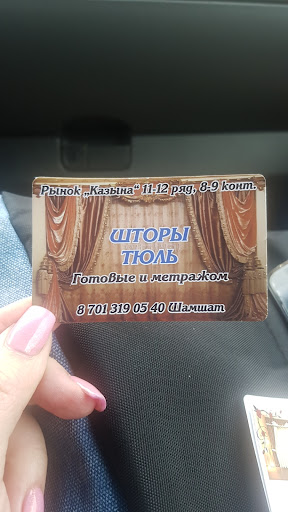 Рынок „Казына“ 11-12 ряд, 8-9 конт.
ШТОРЫ
ТЮЛЬ
Готовые и метражом
8 701 319 05 40 Шамшат